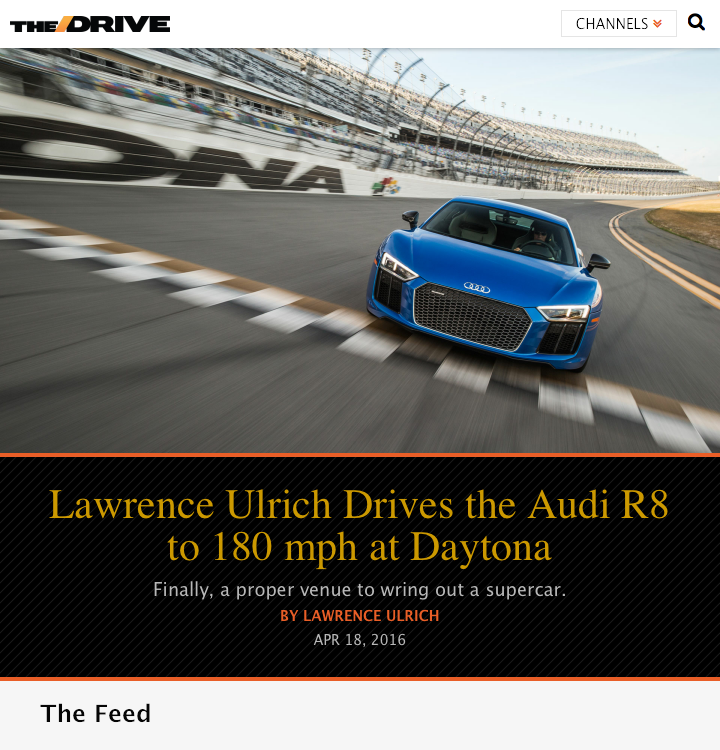 THE DRIVE
CHANNELS
ONA
Lawrence Ulrich Drives the Audi R8
to 180 mph at Daytona
Finally, a proper venue to wring out a supercar.
BY LAWRENCE ULRICH
APR 18, 2016
The Feed